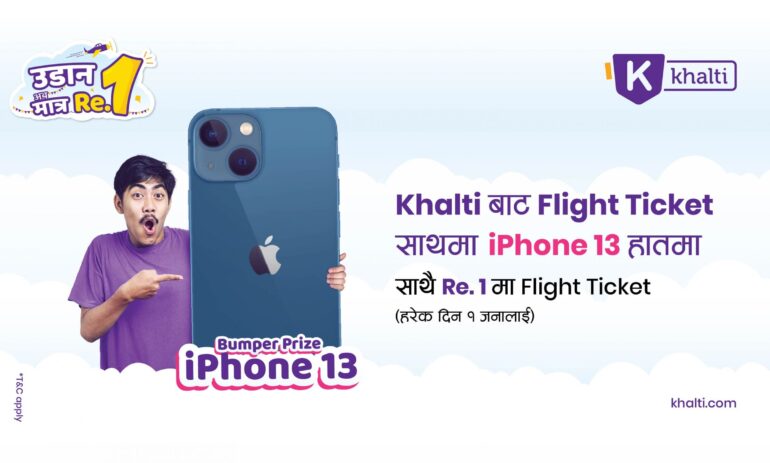 उडान
अब
मात्र Re.1
K khalti
Khalti बाट Flight Ticket
साथमा iPhone 13 हातमा
साथै Re. 1 मा Flight Ticket
(हरेक दिन १ जनालाई)
Bumper Prize
iPhone 13
*T&C apply
khalti.com